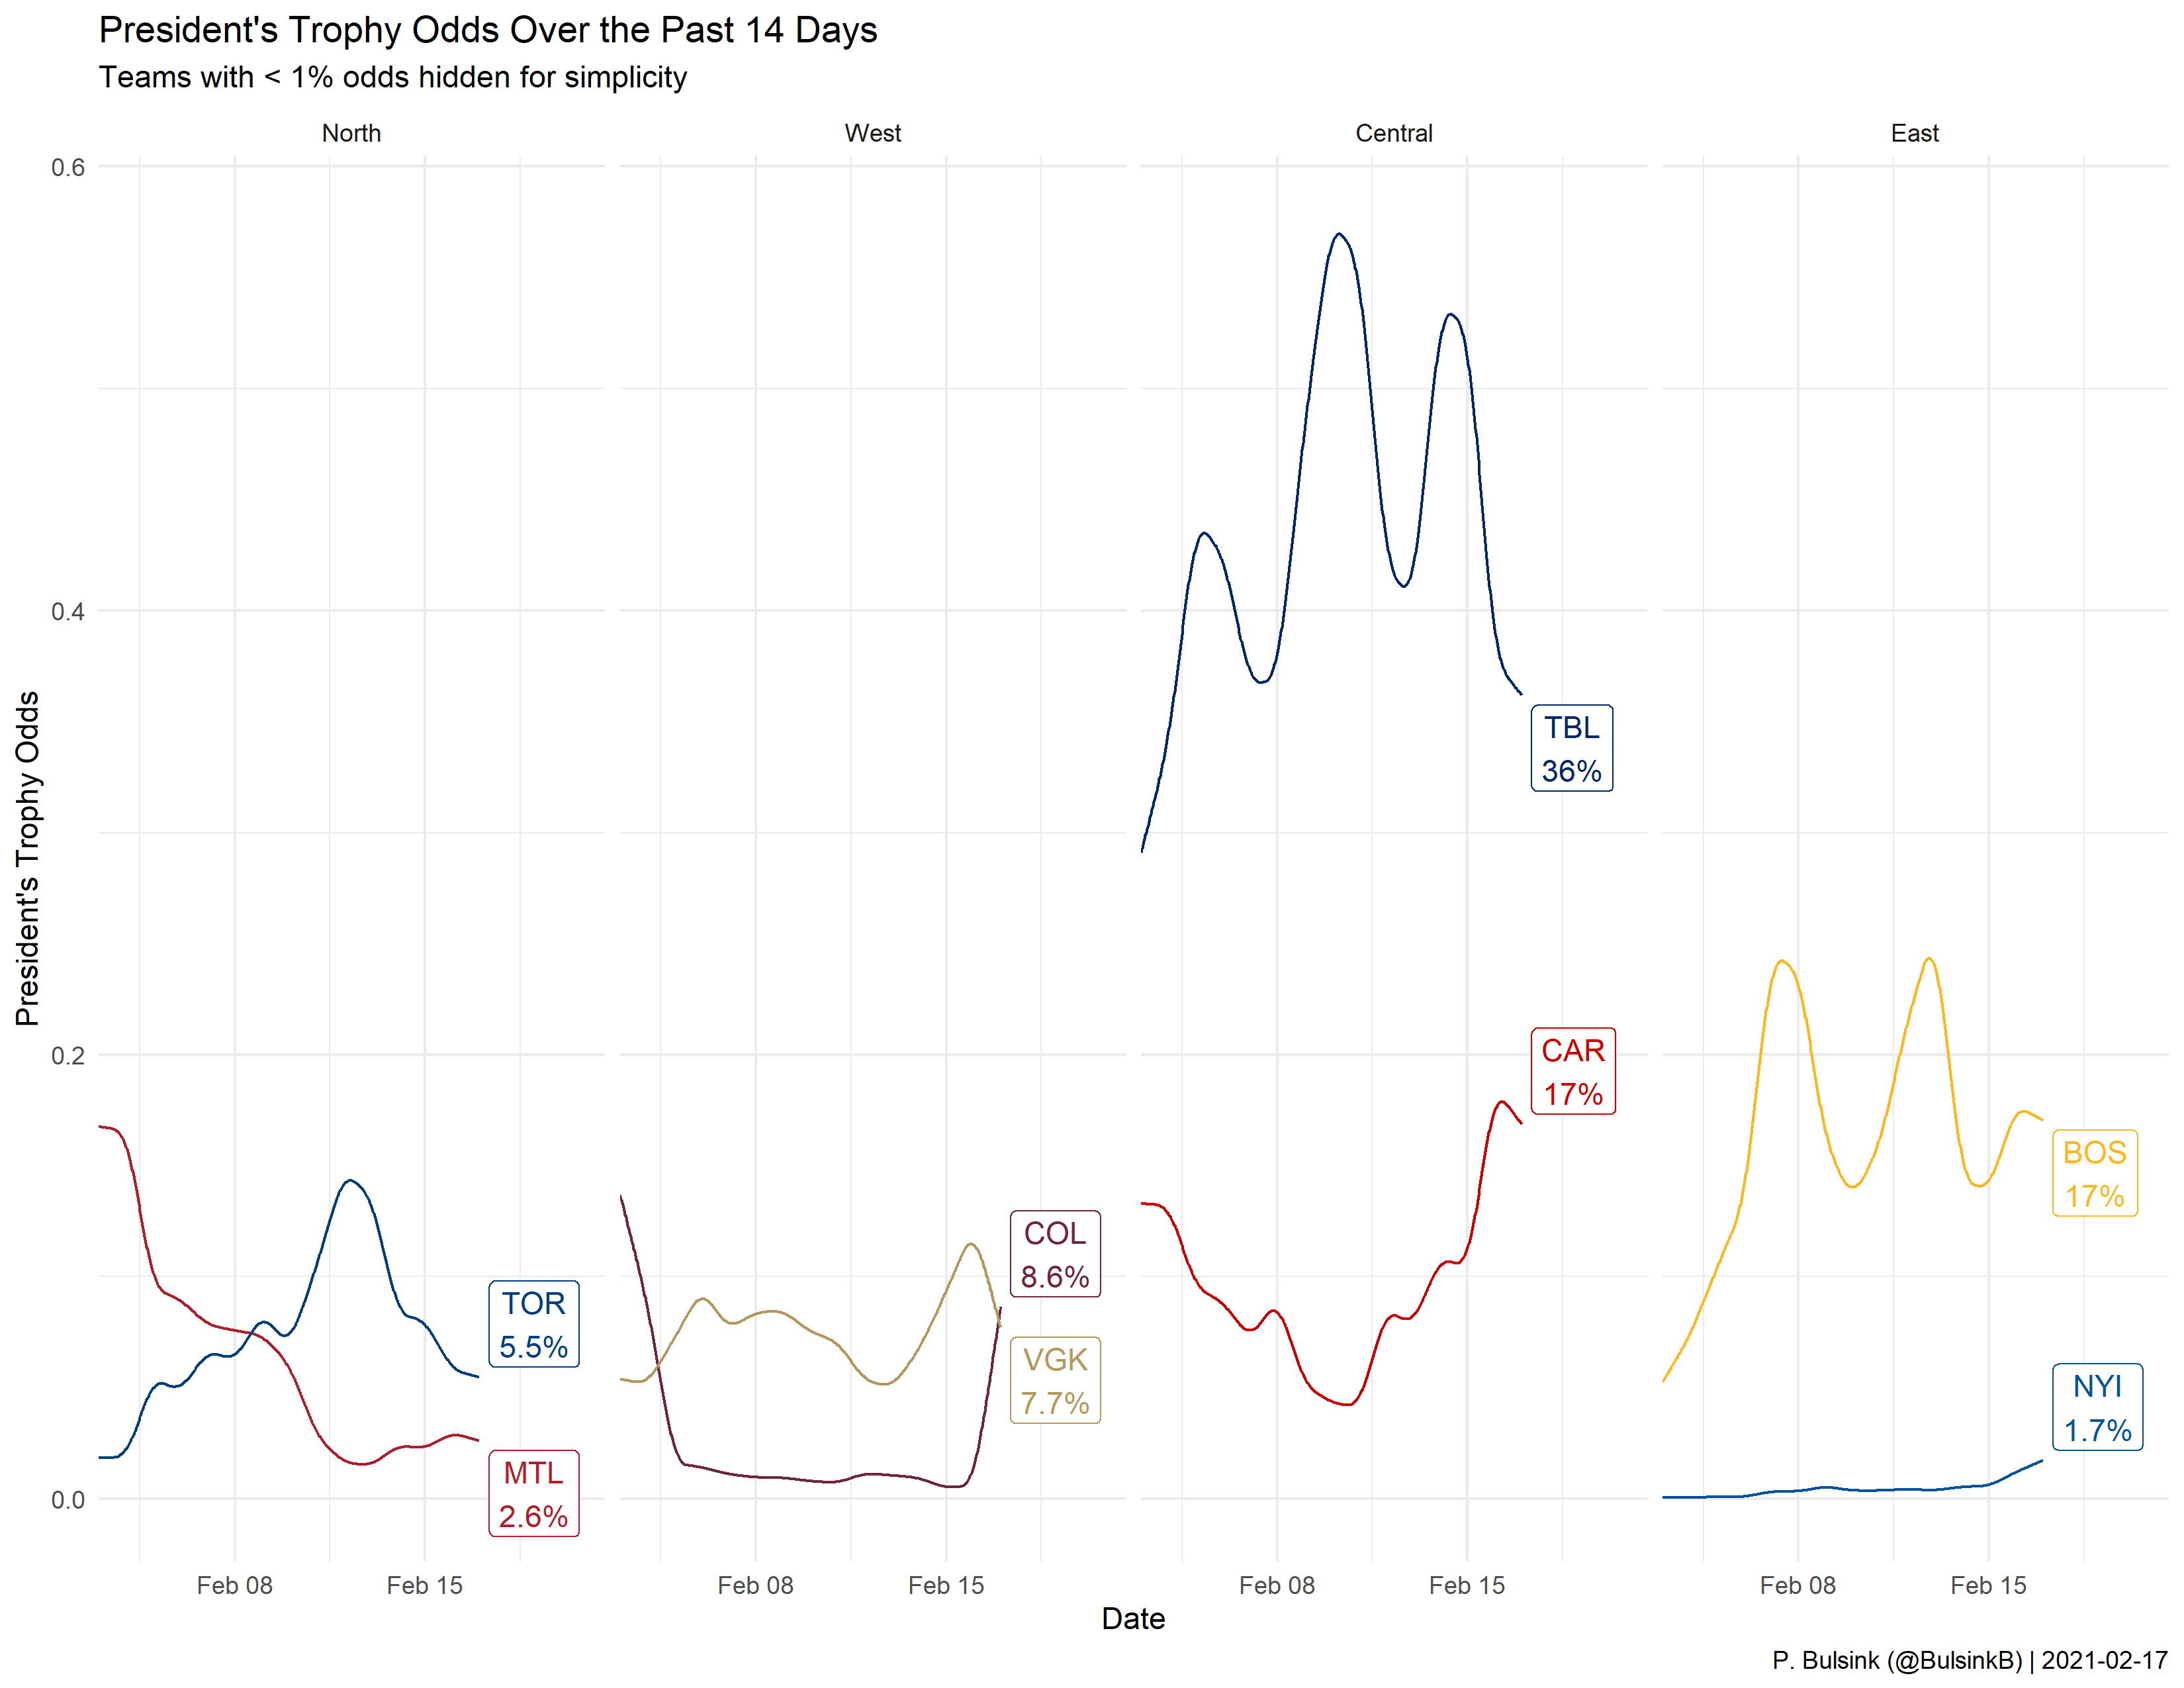 President's Trophy Odds Over the Past 14 Days
Teams with < 1% odds hidden for simplicity
North
West
Central
East
President's Trophy Odds
0.6
0.4
0.2
0.0
TOR
5.5%
MTL
2.6%
COL
8.6%
VGK
7.7%
TBL
36%
CAR
17%
BOS
17%
NYI
1.7%
Feb 08
Feb 15
Feb 08
Feb 15
Feb 08
Feb 15
Feb 08
Feb 15
Date
P. Bulsink (@BulsinkB) | 2021-02-17